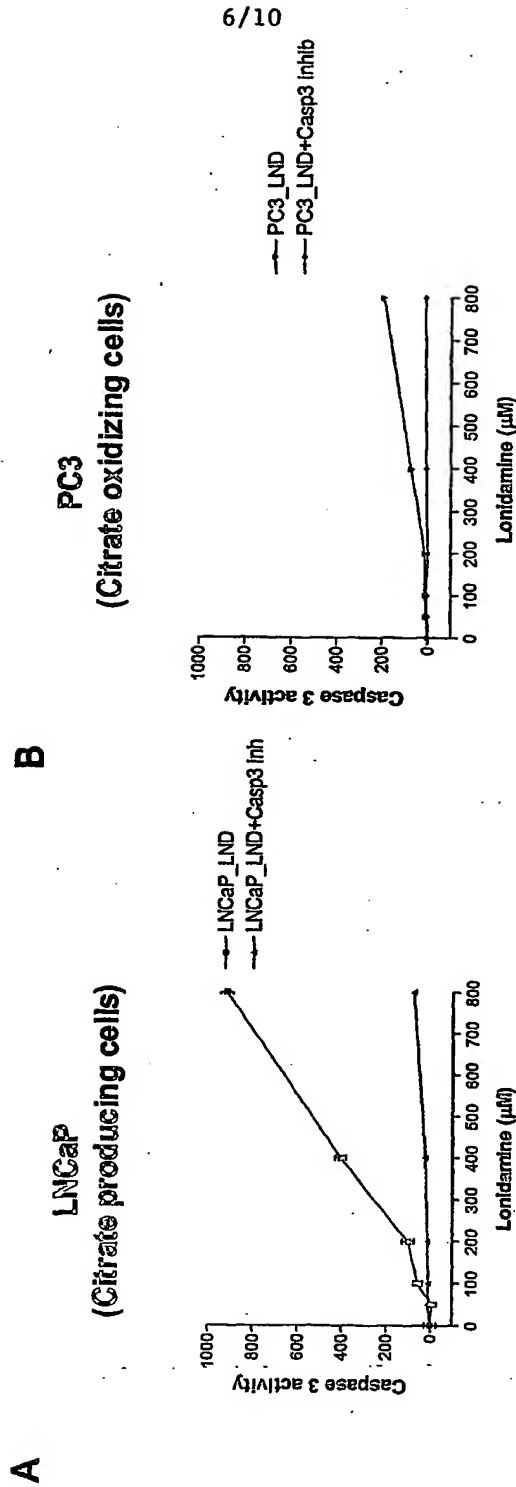 6/10
A
LNCaP
(Citrate producing cells)
Caspase 3 activity
1000
800
600
400
200
0
0 100 200 300 400 500 600 700 800
Lonidamine (µM)
LNCaP_LND
LNCaP_LND+Casp3 Inh
B
PC3
(Citrate oxidizing cells)
Caspase 3 activity
1000
800
600
400
200
0
0 100 200 300 400 500 600 700 800
Lonidamine (µM)
PC3_LND
PC3_LND+Casp3 Inhib